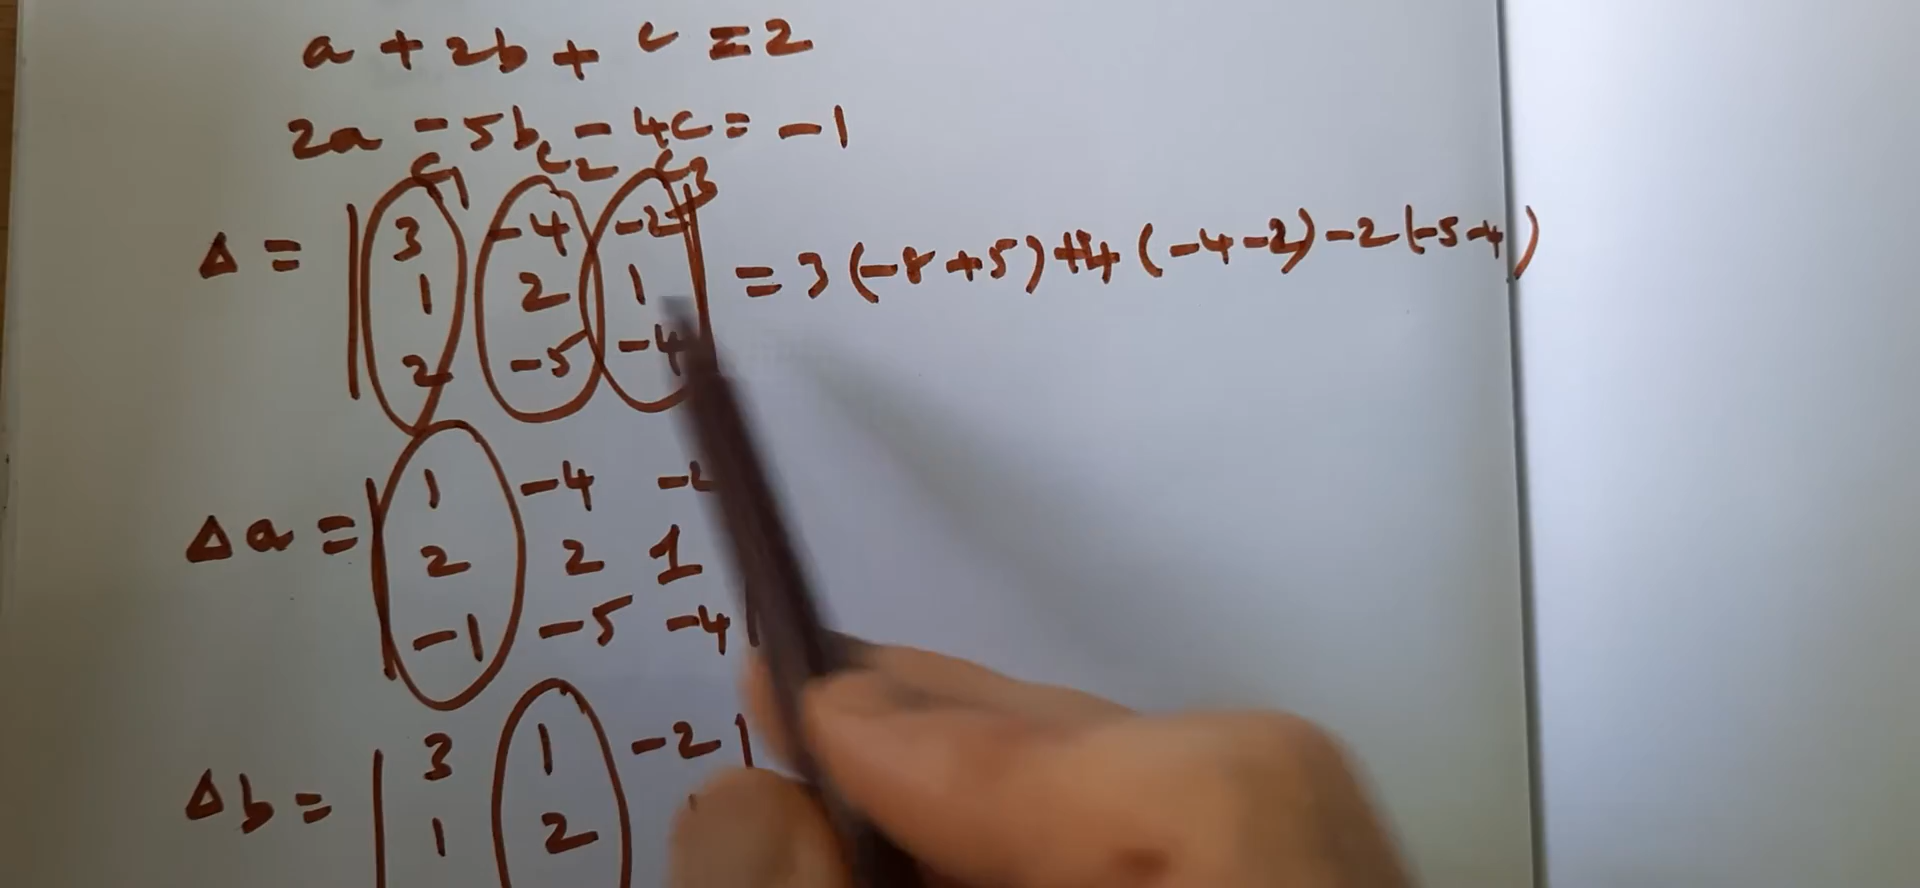 a + 2b + c = 2
2a - 5b - 4c = -1
C1 C2 C3
Δ = | 3 -4 -2 | = 3(-8+5)+4(-4-2)-2(-5-4)
1 2 1
2 -5 -4
Δa = | 1 -4 -2
2 2 1
-1 -5 -4 |
Δb = | 3 1 -2 |
1 2